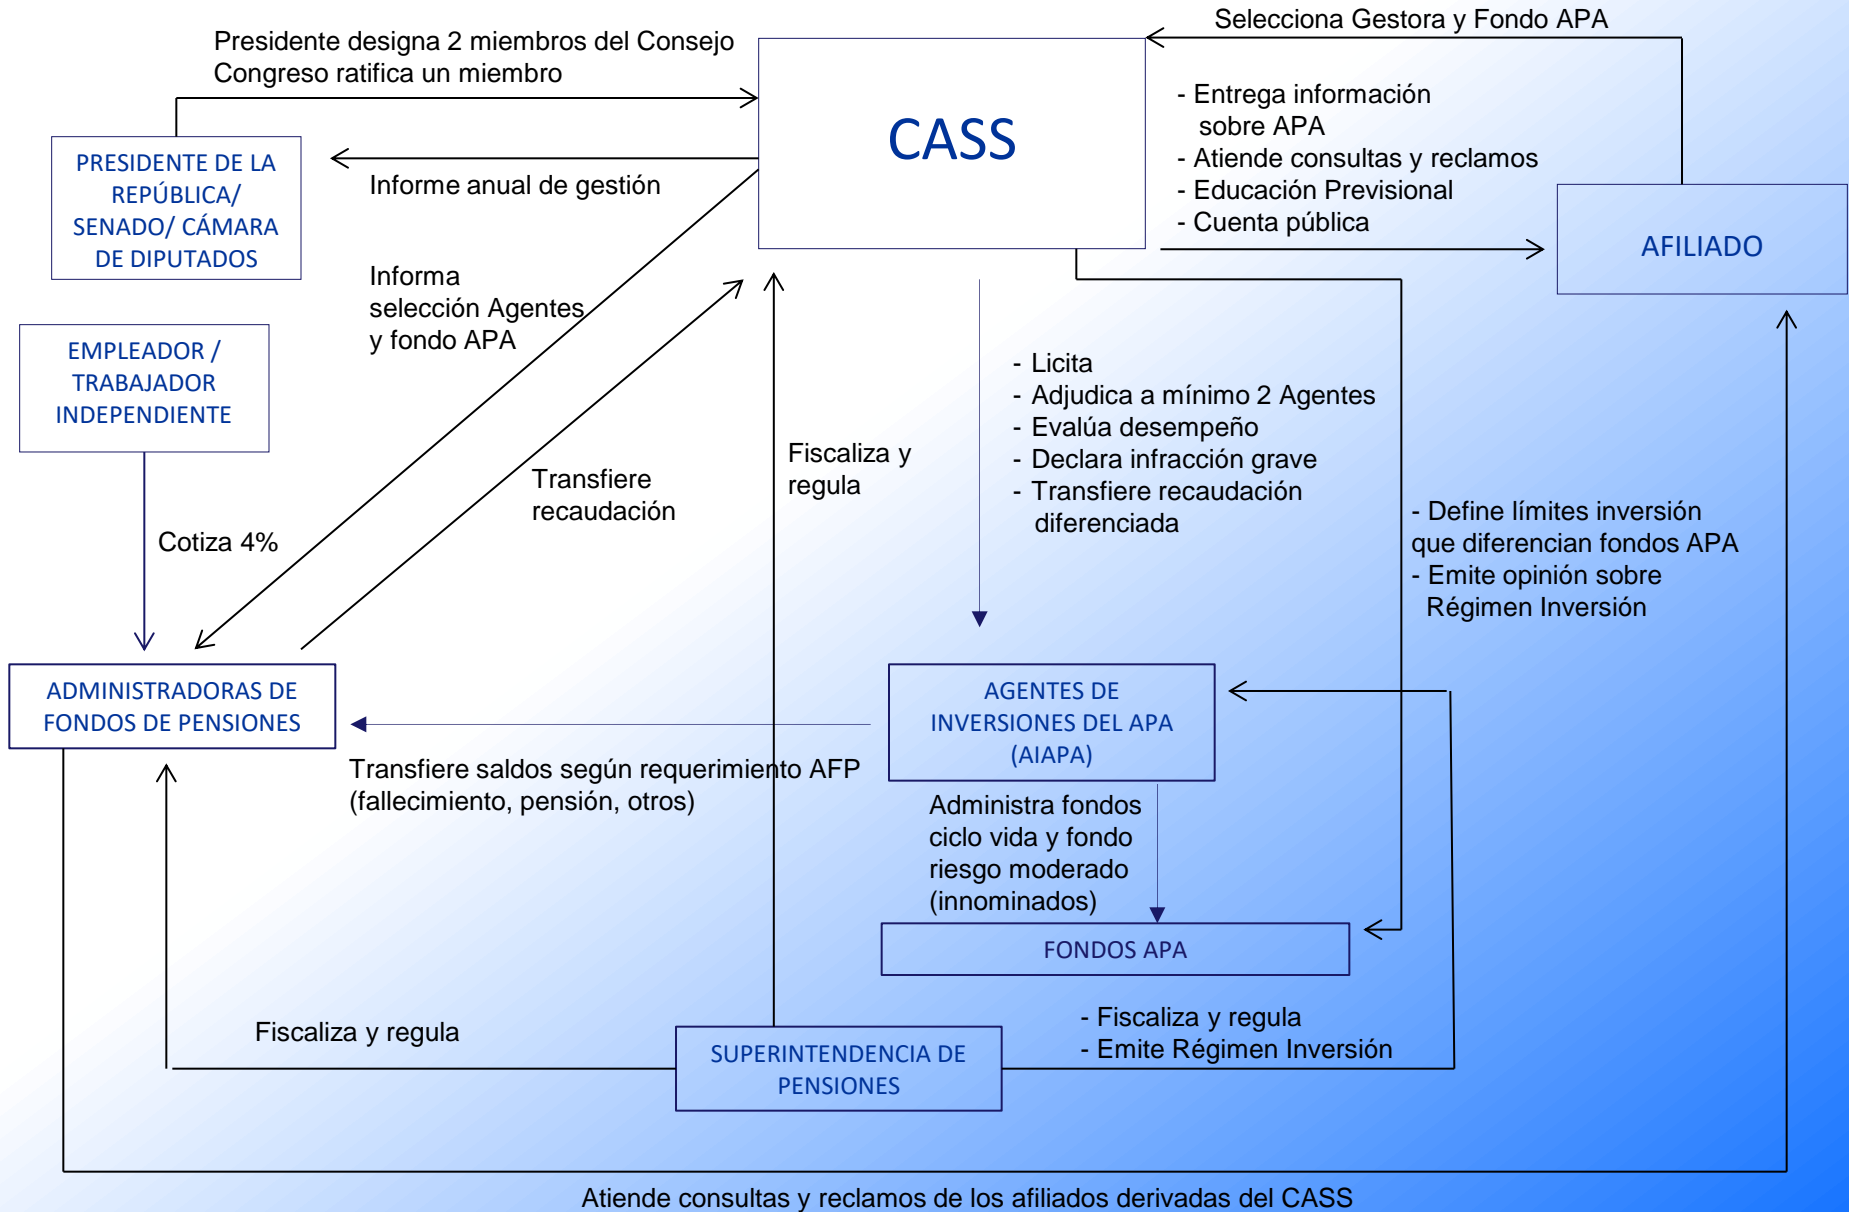 Selecciona Gestora y Fondo APA
Presidente designa 2 miembros del Consejo
Congreso ratifica un miembro
CASS
- Entrega información
sobre APA
- Atiende consultas y reclamos
- Educación Previsional
- Cuenta pública
PRESIDENTE DE LA
REPÚBLICA/
SENADO/ CÁMARA
DE DIPUTADOS
Informe anual de gestión
AFILIADO
Informa
selección Agentes
y fondo APA
EMPLEADOR /
TRABAJADOR
INDEPENDIENTE
- Licita
- Adjudica a mínimo 2 Agentes
- Evalúa desempeño
- Declara infracción grave
- Transfiere recaudación
diferenciada
Fiscaliza y
regula
Transfiere
recaudación
Cotiza 4%
- Define límites inversión
que diferencian fondos APA
- Emite opinión sobre
Régimen Inversión
ADMINISTRADORAS DE
FONDOS DE PENSIONES
AGENTES DE
INVERSIONES DEL APA
(AIAPA)
Transfiere saldos según requerimiento AFP
(fallecimiento, pensión, otros)
Administra fondos
ciclo vida y fondo
riesgo moderado
(innominados)
FONDOS APA
Fiscaliza y regula
SUPERINTENDENCIA DE
PENSIONES
- Fiscaliza y regula
- Emite Régimen Inversión
Atiende consultas y reclamos de los afiliados derivadas del CASS